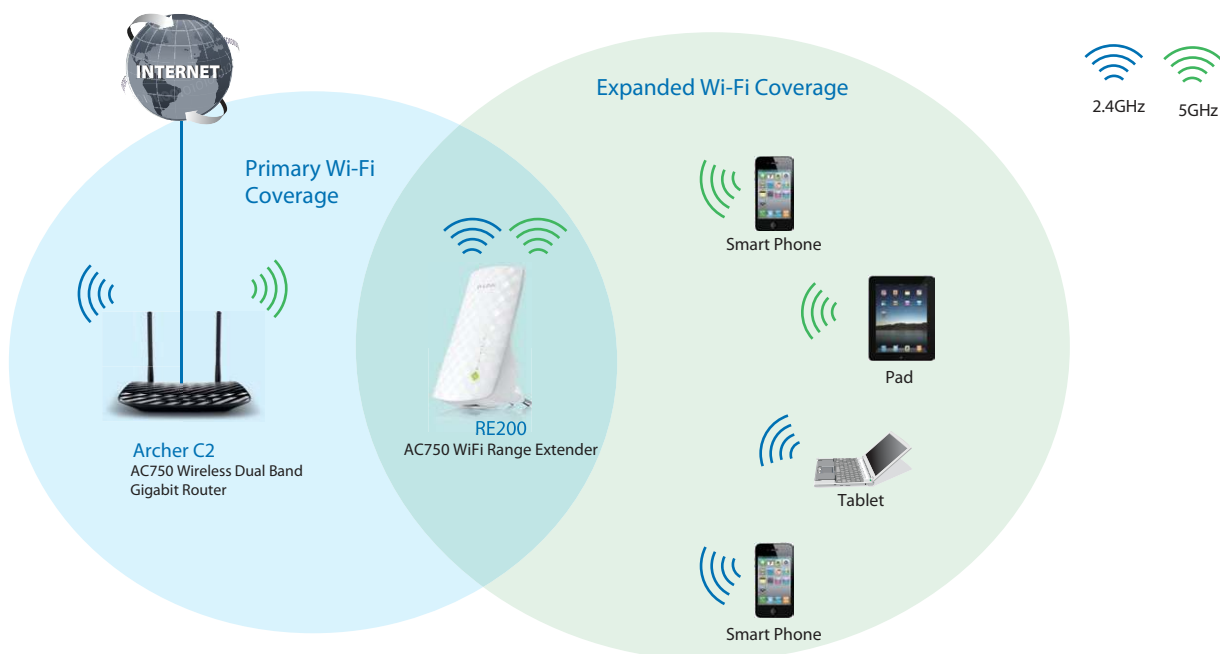 INTERNET
Primary Wi-Fi
Coverage
Expanded Wi-Fi Coverage
2.4GHz
5GHz
Smart Phone
Pad
Tablet
Smart Phone
Archer C2
AC750 Wireless Dual Band
Gigabit Router
RE200
AC750 WiFi Range Extender